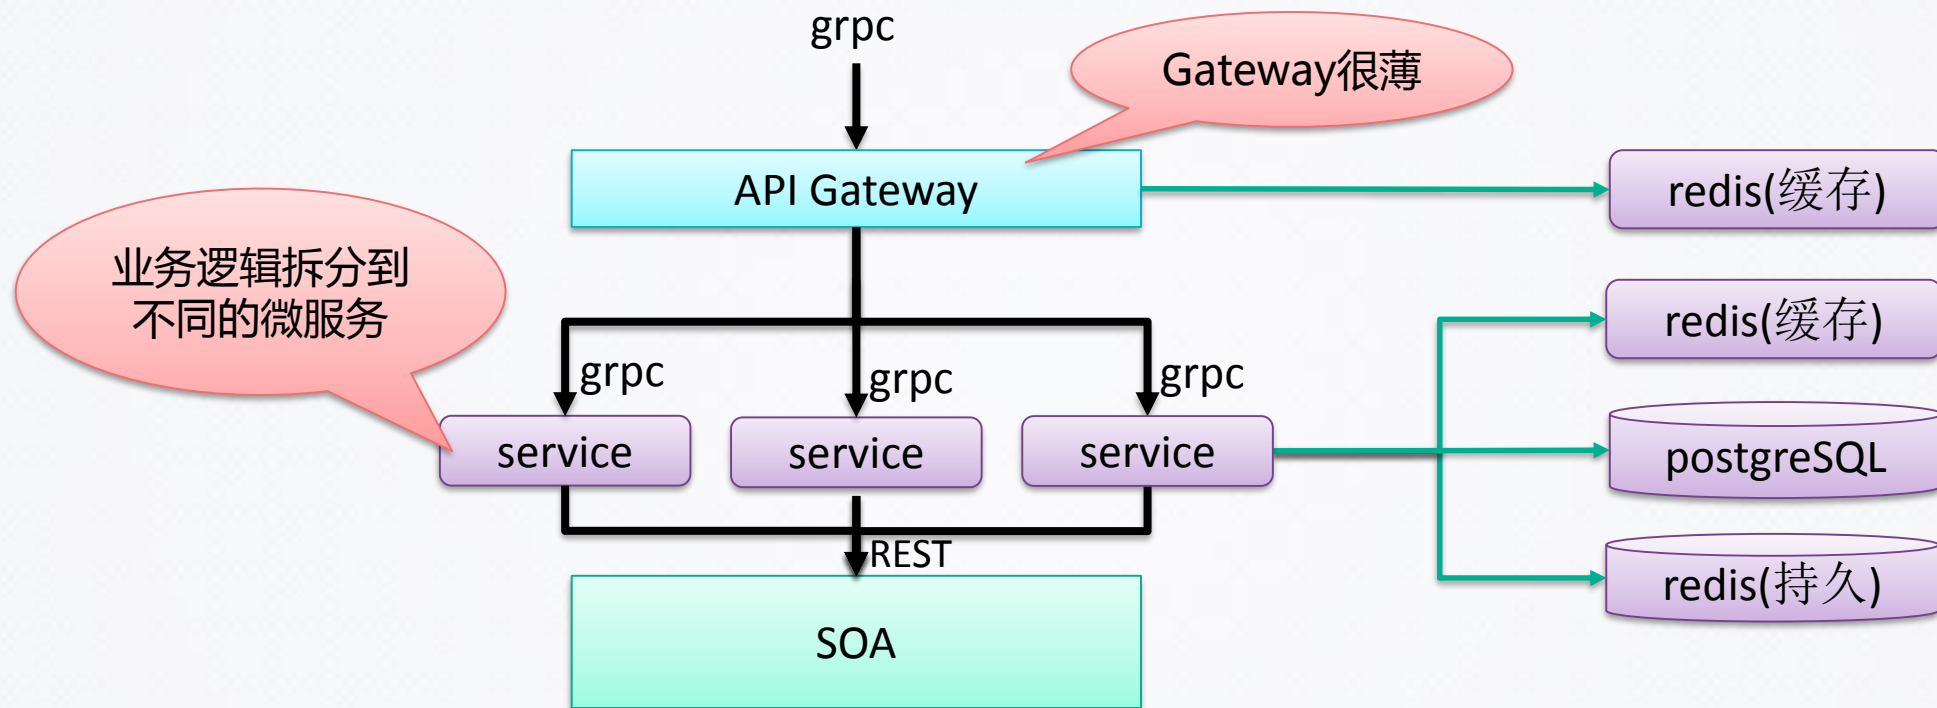 grpc
Gateway很薄
API Gateway
redis(缓存)
业务逻辑拆分到
不同的微服务
redis(缓存)
grpc
grpc
grpc
service
service
service
postgreSQL
REST
redis(持久)
SOA